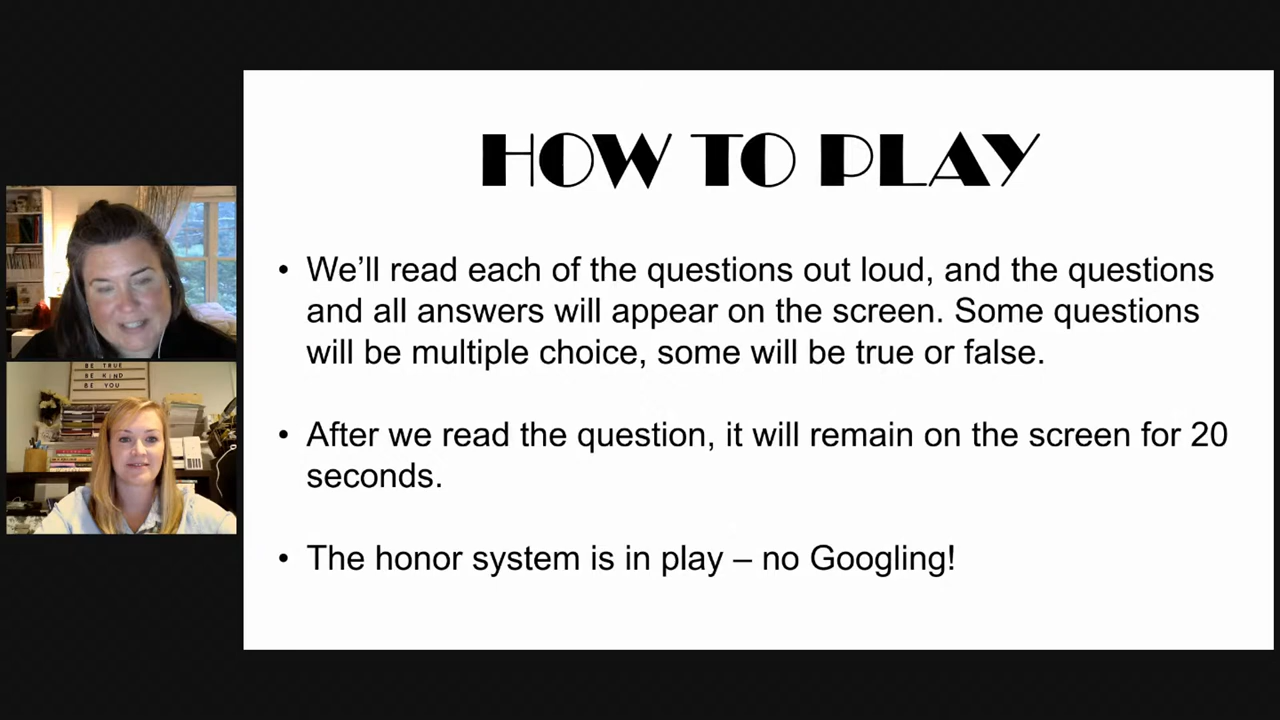 HOW TO PLAY
• We’ll read each of the questions out loud, and the questions
and all answers will appear on the screen. Some questions
will be multiple choice, some will be true or false.
• After we read the question, it will remain on the screen for 20
seconds.
• The honor system is in play – no Googling!
BE TRUE
BE KIND
BE YOU